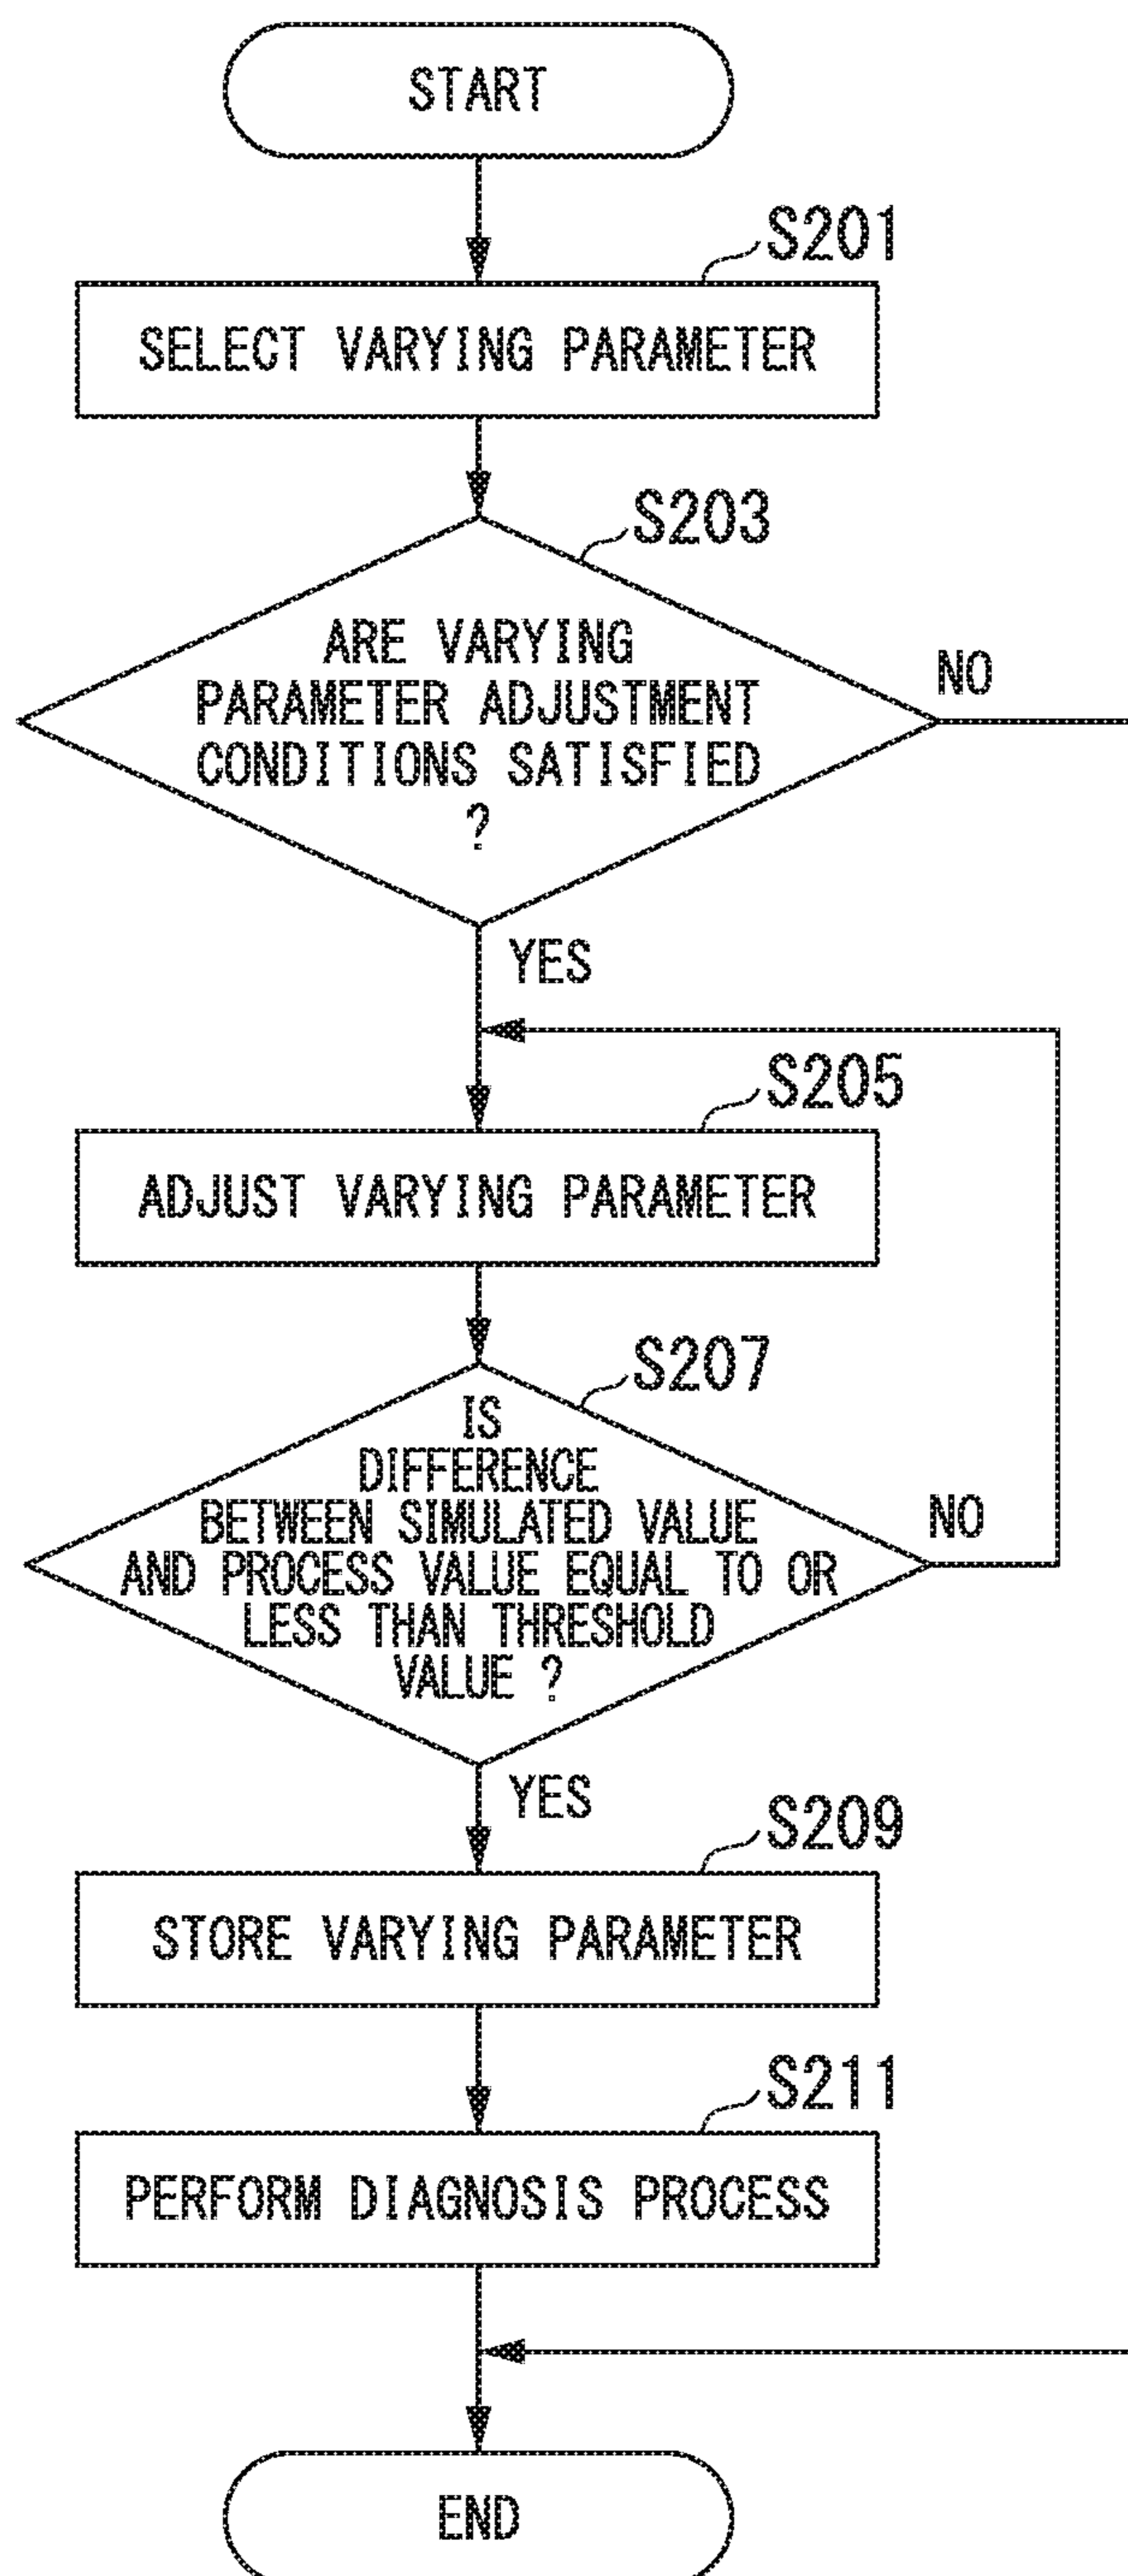 START
S201
SELECT VARYING PARAMETER
S203
ARE VARYING
PARAMETER ADJUSTMENT
CONDITIONS SATISFIED
?
NO
YES
S205
ADJUST VARYING PARAMETER
S207
IS
DIFFERENCE
BETWEEN SIMULATED VALUE
AND PROCESS VALUE EQUAL TO OR
LESS THAN THRESHOLD
VALUE ?
NO
YES
S209
STORE VARYING PARAMETER
S211
PERFORM DIAGNOSIS PROCESS
END